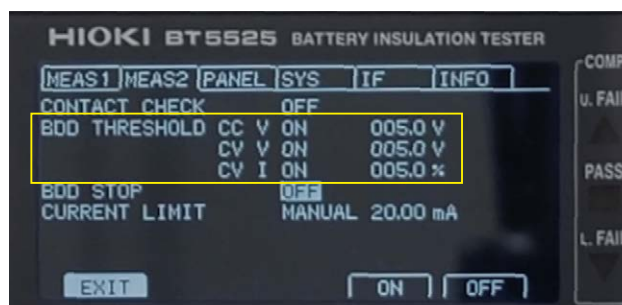 HIOKI BT5525 BATTERY INSULATION TESTER
MEAS1 MEAS2 PANEL SYS IF INFO
CONTACT CHECK OFF
BDD THRESHOLD CC V ON 005.0 V
CV V ON 005.0 V
CV I ON 005.0 %
BDD STOP OFF
CURRENT LIMIT MANUAL 20.00 mA
EXIT ON OFF
U. FAI
PASS
L. FAI